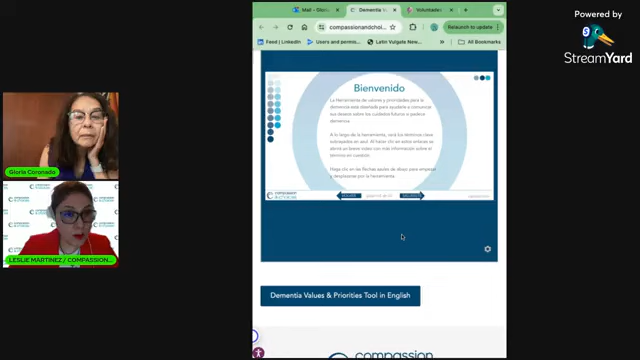 Powered by
StreamYard
Mail - Gloria
Dementia
Voluntades
compassionandchoi
Relaunch to update
Feed | LinkedIn
Users and permis...
Latin Vulgate New...
All Bookmarks
Bienvenido
La herramienta de valores y prioridades para la
demencia está diseñada para ayudarle a comunicar
sus deseos sobre los cuidados futuros si padece
demencia.
A lo largo de la herramienta, verá los términos clave
subrayados en azul. Al hacer clic en estos enlaces se
abrirá un breve video con más información sobre el
término en cuestión.
Haga clic en las flechas azules de abajo para empezar
y desplazarse por la herramienta.
Dementia Values & Priorities Tool in English
compassion
Gloria Coronado
LESLIE MARTINEZ / COMPASSION...